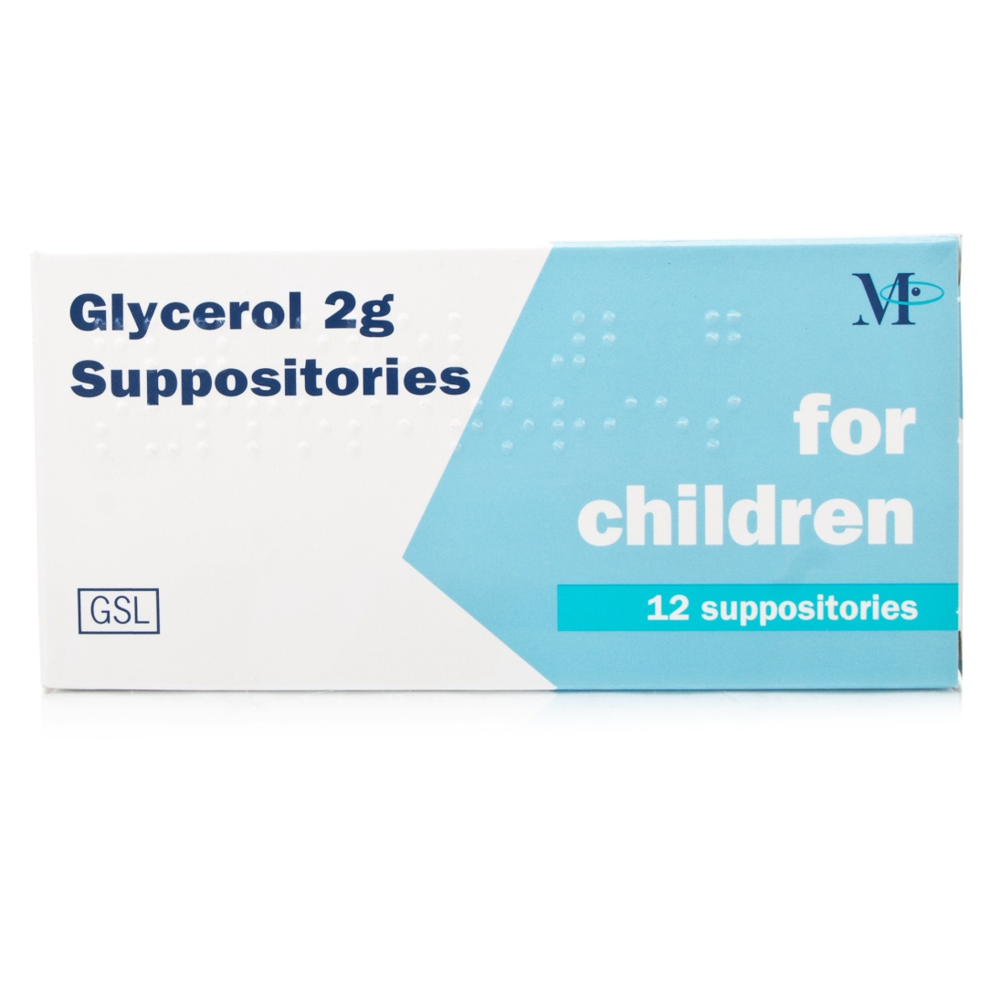 Glycerol 2g
Suppositories
M
for
children
12 suppositories
GSL